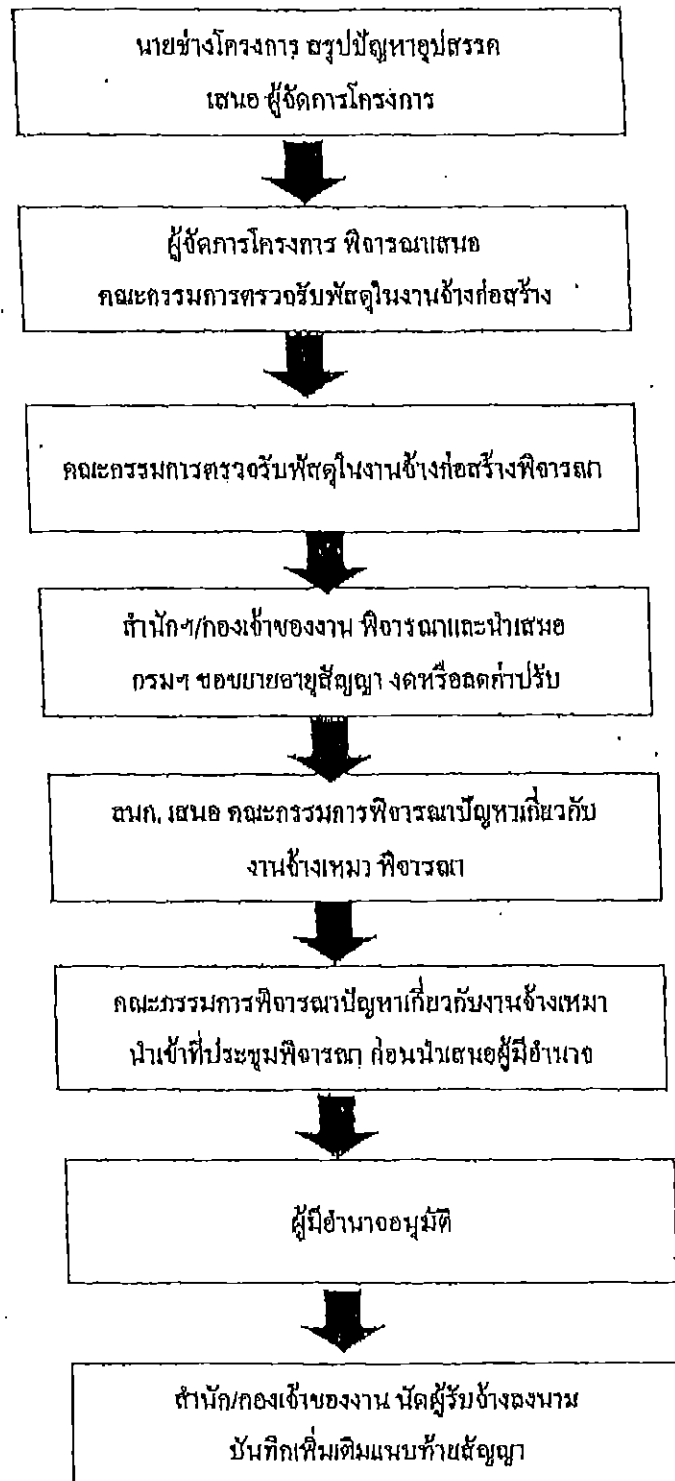 นายช่างโครงการ สรุปปัญหาอุปสรรค
เสนอ ผู้จัดการโครงการ
ผู้จัดการโครงการ พิจารณาเสนอ
คณะกรรมการตรวจรับพัสดุในงานจ้างก่อสร้าง
คณะกรรมการตรวจรับพัสดุในงานจ้างก่อสร้างพิจารณา
สำนักฯ/กองเจ้าของงาน พิจารณาและนำเสนอ
กรมฯ ขอขยายอายุสัญญา งดหรือลดค่าปรับ
สนก. เสนอ คณะกรรมการพิจารณาปัญหาเกี่ยวกับ
งานจ้างเหมา พิจารณา
คณะกรรมการพิจารณาปัญหาเกี่ยวกับงานจ้างเหมา
นำเข้าที่ประชุมพิจารณา ก่อนนำเสนอผู้มีอำนาจ
ผู้มีอำนาจอนุมัติ
สำนัก/กองเจ้าของงาน นัดผู้รับจ้างลงนาม
บันทึกเพิ่มเติมแนบท้ายสัญญา